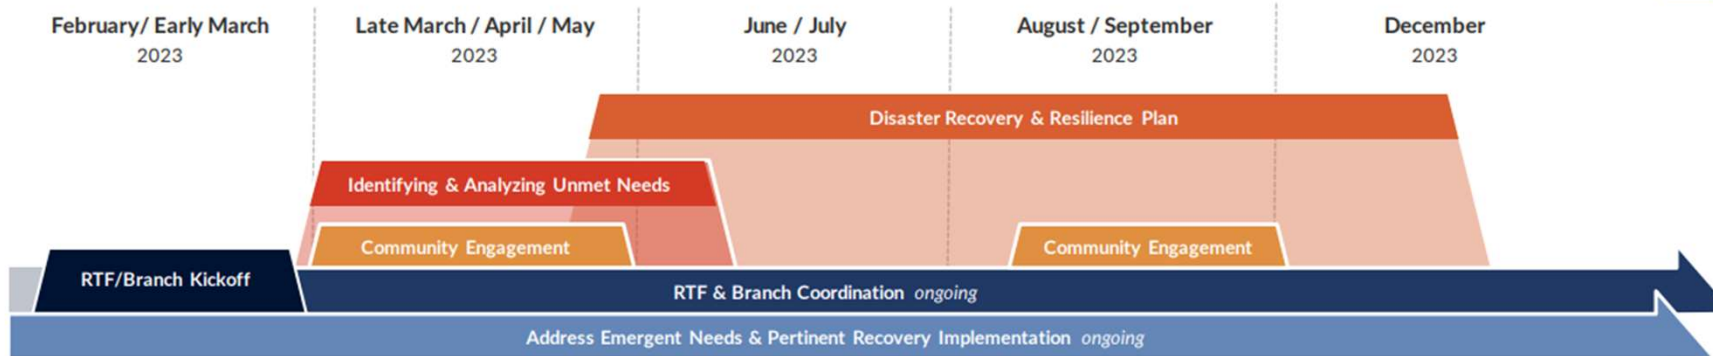 February/ Early March
2023
Late March / April / May
2023
June / July
2023
August / September
2023
December
2023
Disaster Recovery & Resilience Plan
Identifying & Analyzing Unmet Needs
Community Engagement
Community Engagement
RTF/Branch Kickoff
RTF & Branch Coordination ongoing
Address Emergent Needs & Pertinent Recovery Implementation ongoing